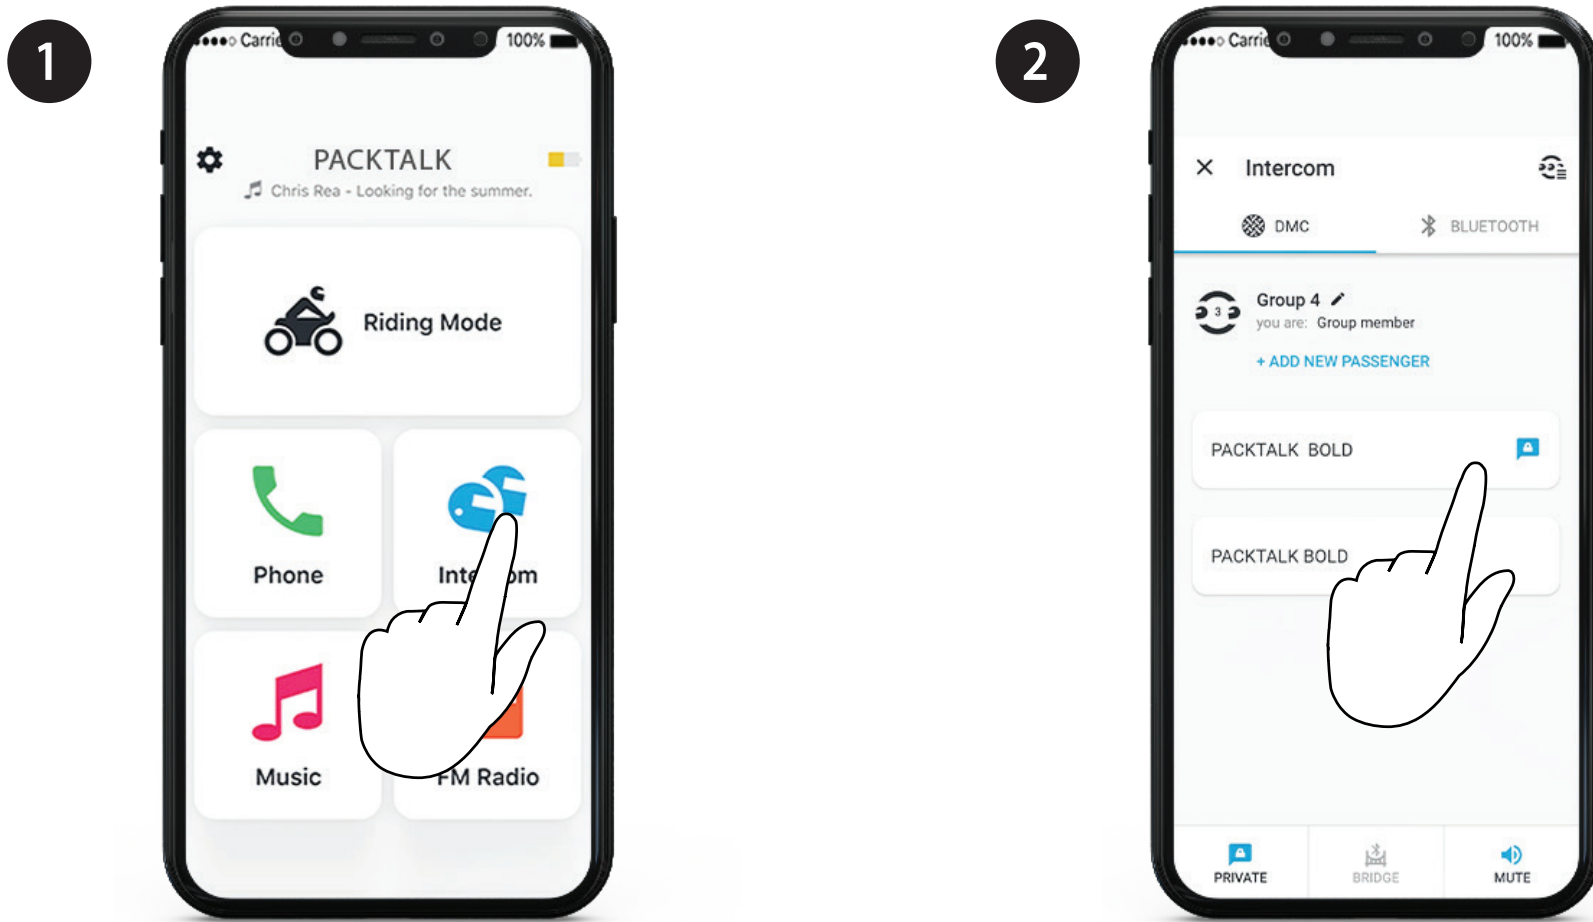 1
Carrie
100%
PACKTALK
Chris Rea - Looking for the summer.
Riding Mode
Phone
Music
FM Radio
2
Carrie
100%
Intercom
DMC
BLUETOOTH
3
Group 4
you are: Group member
+ ADD NEW PASSENGER
PACKTALK BOLD
PACKTALK BOLD
PRIVATE
BRIDGE
MUTE